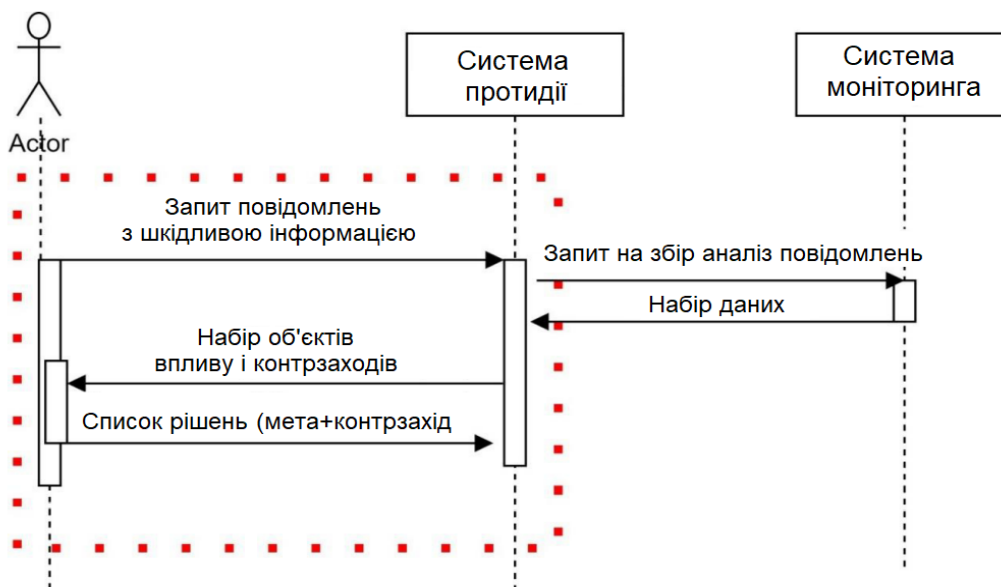 Система
протидії
Система
моніторинга
Actor
Запит повідомлень
з шкідливою інформацією
Запит на збір аналіз повідомлень
Набір даних
Набір об'єктів
впливу і контрзаходів
Список рішень (мета+контрзахід